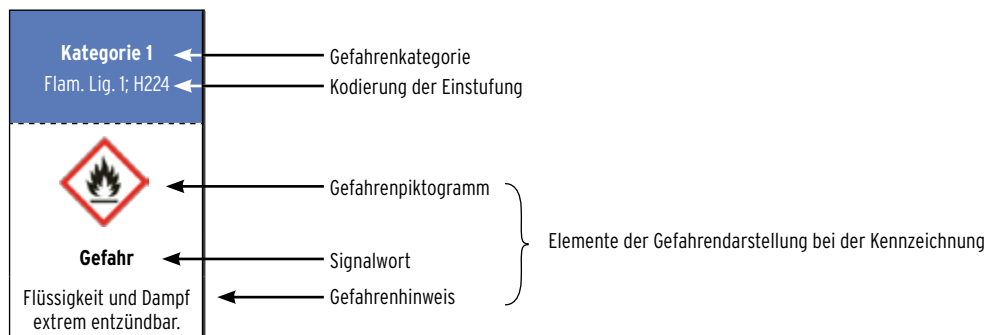 Kategorie 1
Gefahrenkategorie
Flam. Lig. 1; H224
Kodierung der Einstufung
Gefahrenpiktogramm
Elemente der Gefahrendarstellung bei der Kennzeichnung
Gefahr
Signalwort
Flüssigkeit und Dampf
extrem entzündbar.
Gefahrenhinweis